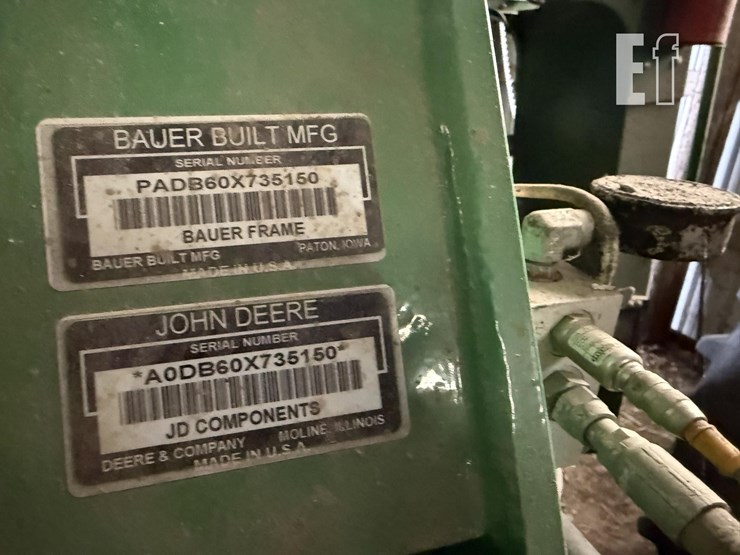 Ef
BAUER BUILT MFG
SERIAL NUMBER
PADB60X735150
BAUER FRAME
BAUER BUILT MFG PATON, IOWA
MADE IN U.S.A.
JOHN DEERE
SERIAL NUMBER
*A0DB60X735150*
JD COMPONENTS
DEERE & COMPANY MOLINE, ILLINOIS
MADE IN U.S.A.